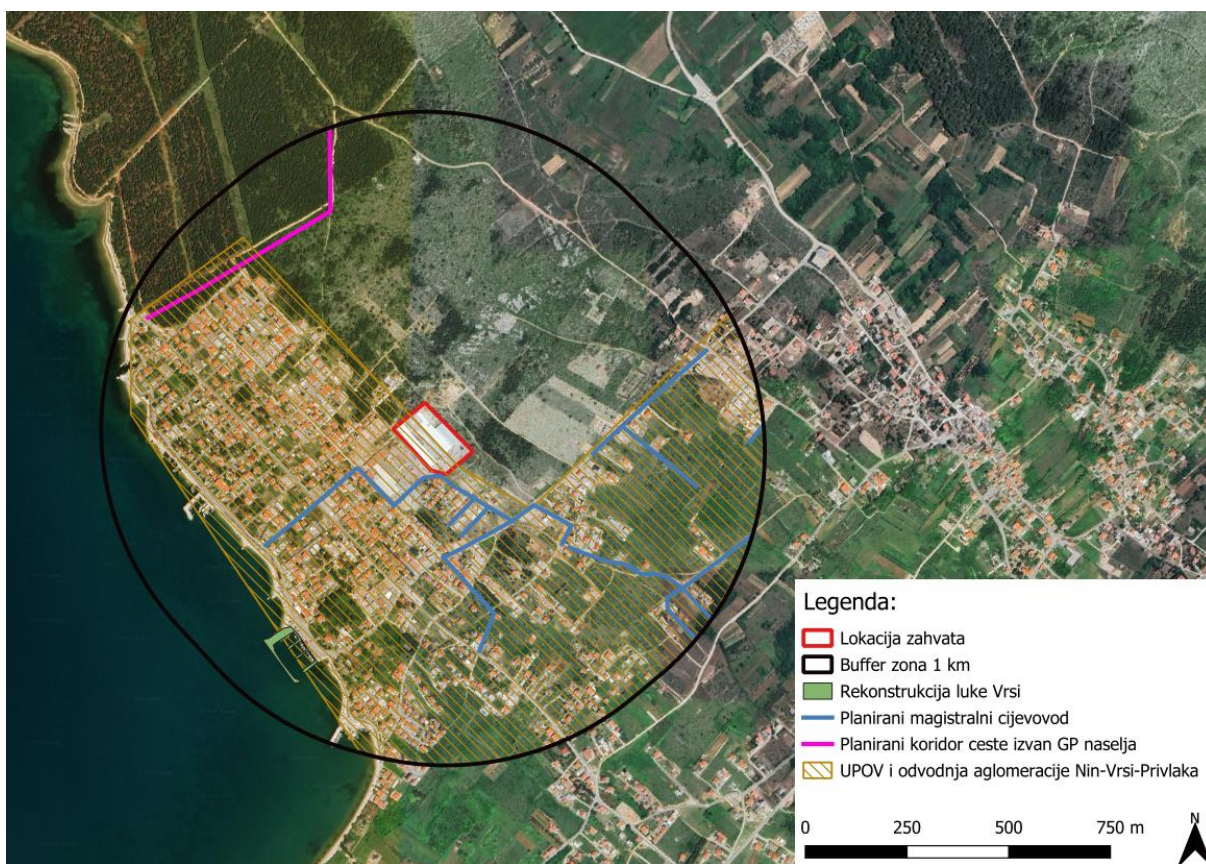 Legenda:
Lokacija zahvata
Buffer zona 1 km
Rekonstrukcija luke Vrsi
Planirani magistralni cijevovod
Planirani koridor ceste izvan GP naselja
UPOV i odvodnja aglomeracije Nin-Vrsi-Privlaka
0 250 500 750 m
N